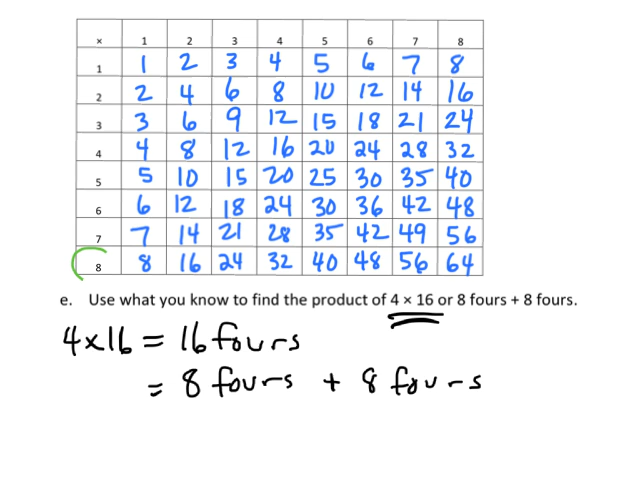 × 1 2 3 4 5 6 7 8
1 1 2 3 4 5 6 7 8
2 2 4 6 8 10 12 14 16
3 3 6 9 12 15 18 21 24
4 4 8 12 16 20 24 28 32
5 5 10 15 20 25 30 35 40
6 6 12 18 24 30 36 42 48
7 7 14 21 28 35 42 49 56
8 8 16 24 32 40 48 56 64
e. Use what you know to find the product of 4 × 16 or 8 fours + 8 fours.
4x16 = 16 fours
= 8 fours + 8 fours